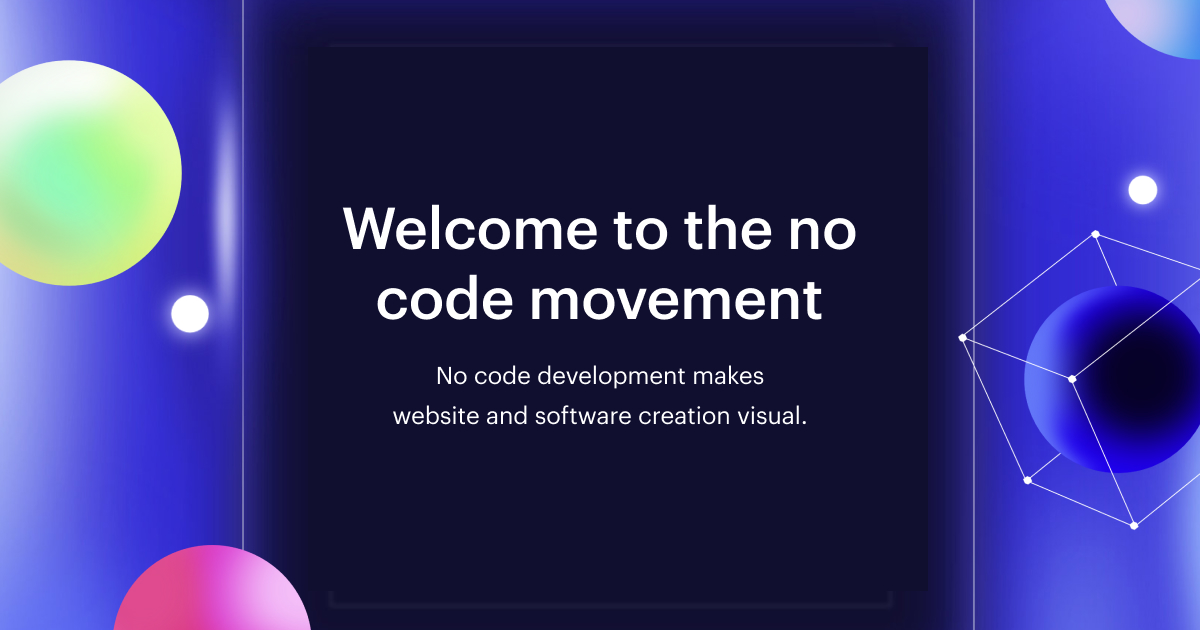 Welcome to the no
code movement
No code development makes
website and software creation visual.